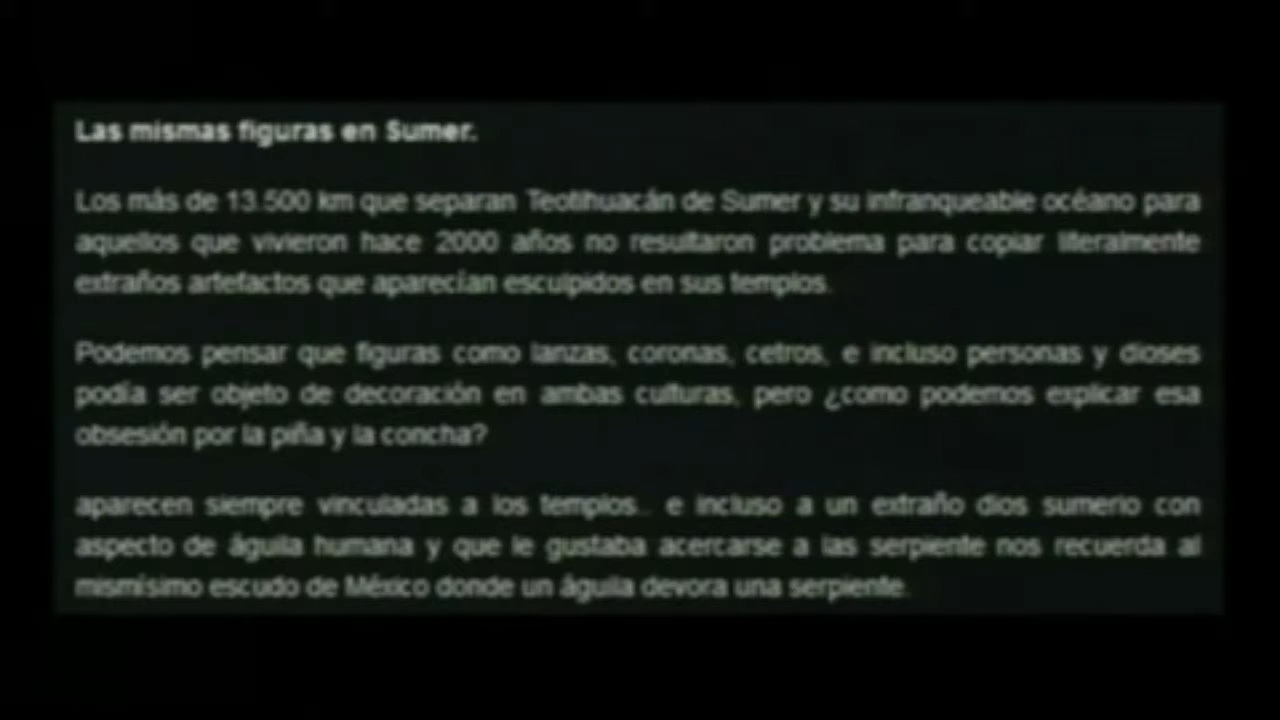 Las mismas figuras en Sumer.
Los más de 13.500 km que separan Teotihuacán de Sumer y su infranqueable océano para
aquellos que vivieron hace 2000 años no resultaron problema para copiar literalmente
extraños artefactos que aparecían esculpidos en sus templos.
Podemos pensar que figuras como lanzas, coronas, cetros, e incluso personas y dioses
podía ser objeto de decoración en ambas culturas, pero ¿como podemos explicar esa
obsesión por la piña y la concha?
aparecen siempre vinculadas a los templos.. e incluso a un extraño dios sumerio con
aspecto de águila humana y que le gustaba acercarse a las serpiente nos recuerda al
mismísimo escudo de México donde un águila devora una serpiente.